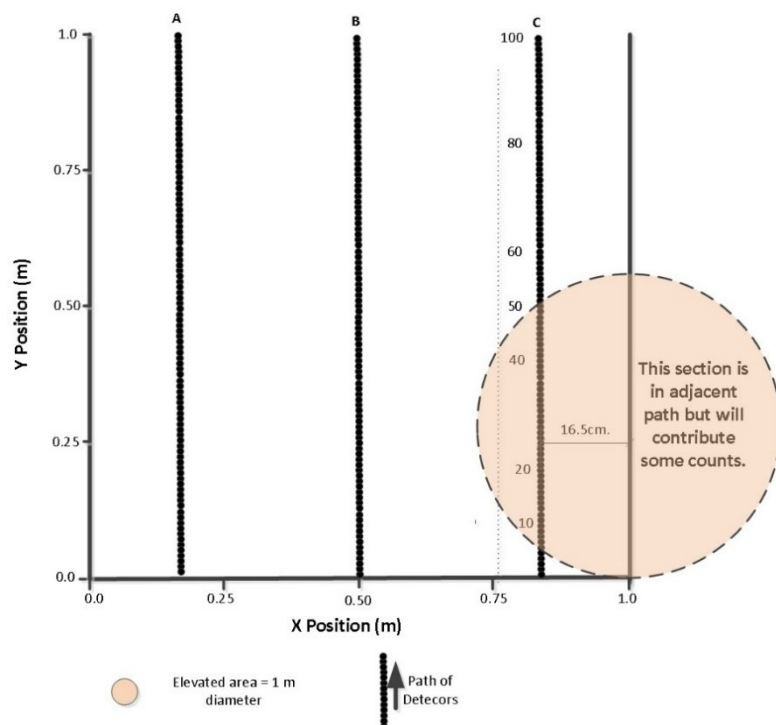 A
B
C
1.0
100
80
0.75
60
0.50
50
40
This section is
in adjacent
path but will
contribute
some counts.
16.5cm.
0.25
20
10
0.0
0.0
0.25
0.50
0.75
1.0
Y Position (m)
X Position (m)
Elevated area = 1 m
diameter
Path of
Detecors